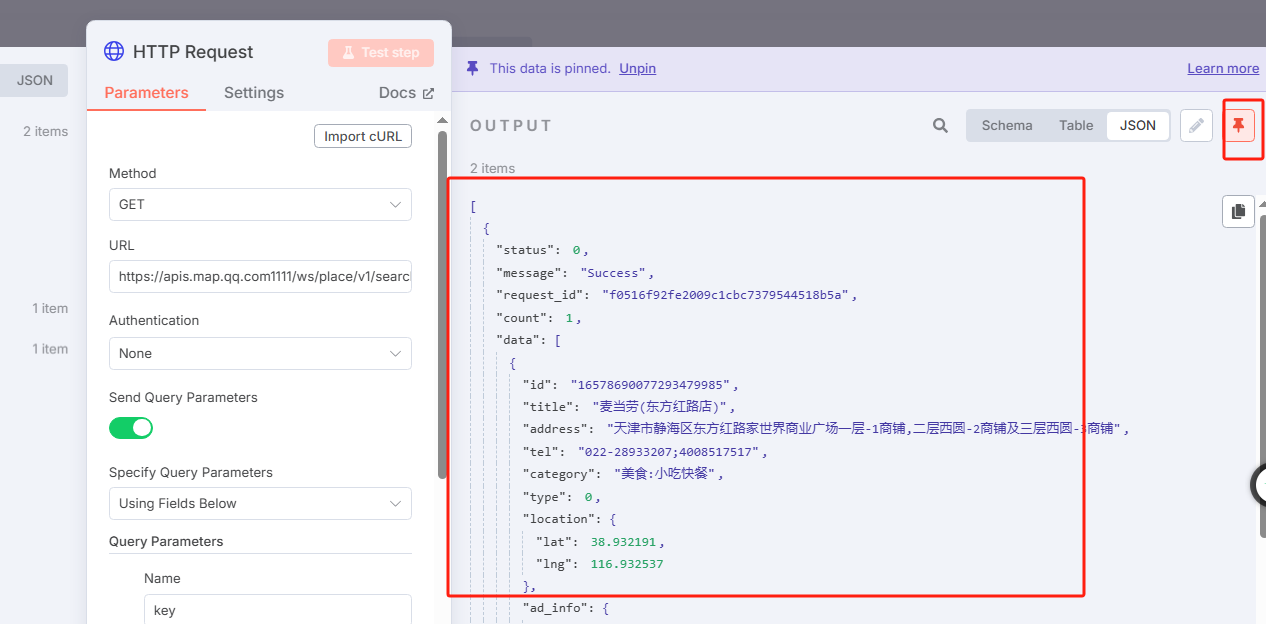 JSON
2 items
1 item
1 item
HTTP Request
Test step
Parameters
Settings
Docs
Import cURL
Method
GET
URL
https://apis.map.qq.com1111/ws/place/v1/searc
Authentication
None
Send Query Parameters
Specify Query Parameters
Using Fields Below
Query Parameters
Name
key
This data is pinned. Unpin
Learn more
OUTPUT
Schema
Table
JSON
2 items
[
{
"status": 0,
"message": "Success",
"request_id": "f0516f92fe2009c1cbc7379544518b5a",
"count": 1,
"data": [
{
"id": "16578690077293479985",
"title": "麦当劳(东方红路店)",
"address": "天津市静海区东方红路家世界商业广场一层-1商铺,二层西圆-2商铺及三层西圆-3商铺",
"tel": "022-28933207;4008517517",
"category": "美食:小吃快餐",
"type": 0,
"location": {
"lat": 38.932191,
"lng": 116.932537
},
"ad_info": {